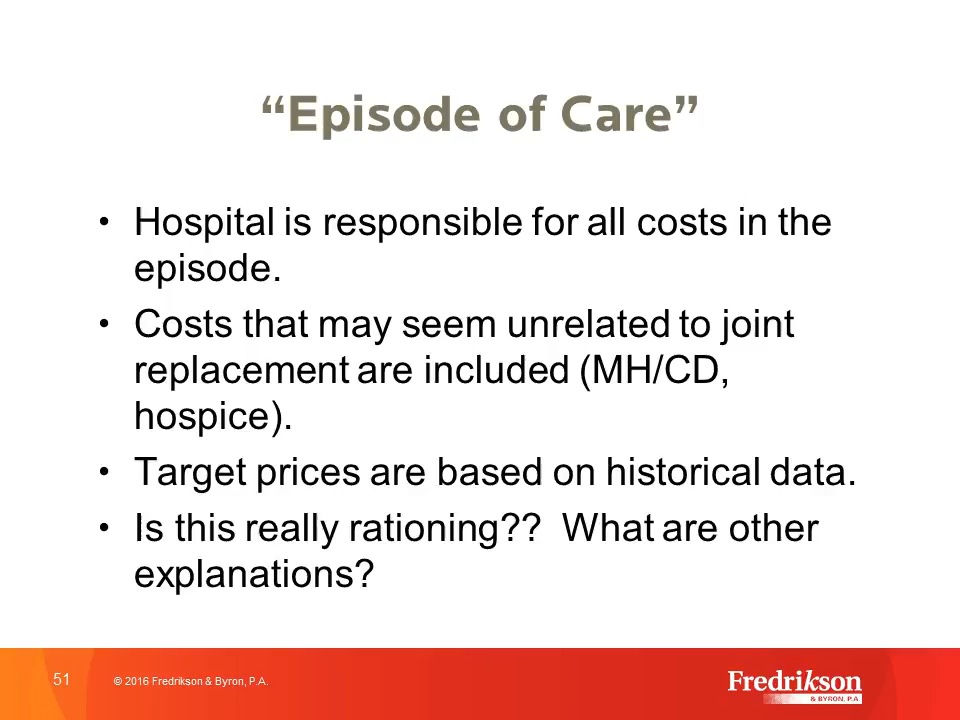 “Episode of Care”
• Hospital is responsible for all costs in the
episode.
• Costs that may seem unrelated to joint
replacement are included (MH/CD,
hospice).
• Target prices are based on historical data.
• Is this really rationing??  What are other
explanations?
51
© 2016 Fredrikson & Byron, P.A.
Fredrikson
& BYRON, P.A.